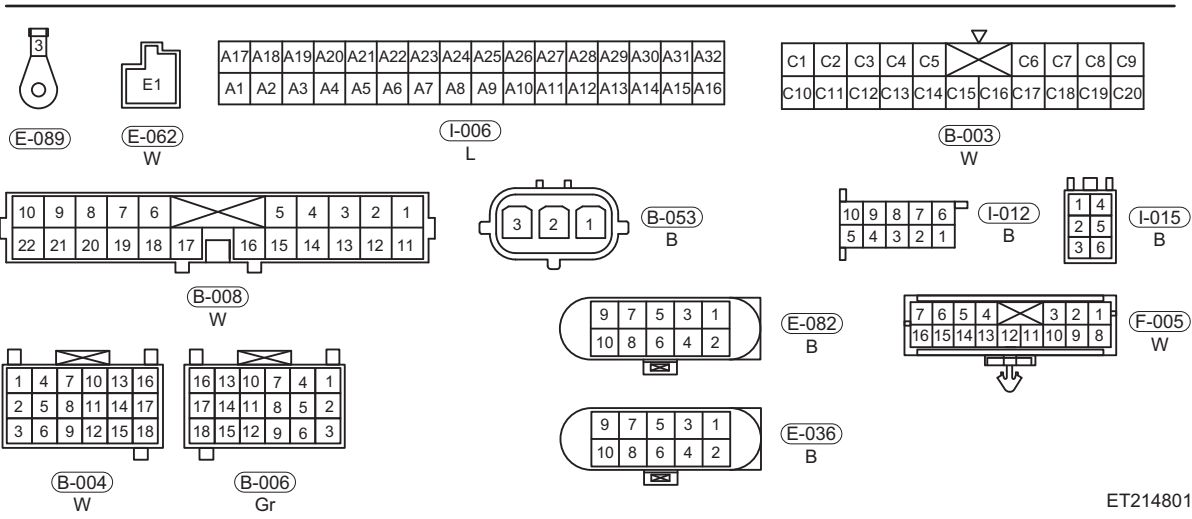 3
E-089
E1
E-062
W
A17 A18 A19 A20 A21 A22 A23 A24 A25 A26 A27 A28 A29 A30 A31 A32
A1 A2 A3 A4 A5 A6 A7 A8 A9 A10 A11 A12 A13 A14 A15 A16
I-006
L
C1 C2 C3 C4 C5 C6 C7 C8 C9
C10 C11 C12 C13 C14 C15 C16 C17 C18 C19 C20
B-003
W
10 9 8 7 6 5 4 3 2 1
22 21 20 19 18 17 16 15 14 13 12 11
B-008
W
3 2 1
B-053
B
10 9 8 7 6
5 4 3 2 1
I-012
B
1 4
2 5
3 6
I-015
B
9 7 5 3 1
10 8 6 4 2
E-082
B
7 6 5 4 3 2 1
16 15 14 13 12 11 10 9 8
F-005
W
1 4 7 10 13 16
2 5 8 11 14 17
3 6 9 12 15 18
B-004
W
16 13 10 7 4 1
17 14 11 8 5 2
18 15 12 9 6 3
B-006
Gr
9 7 5 3 1
10 8 6 4 2
E-036
B
ET214801